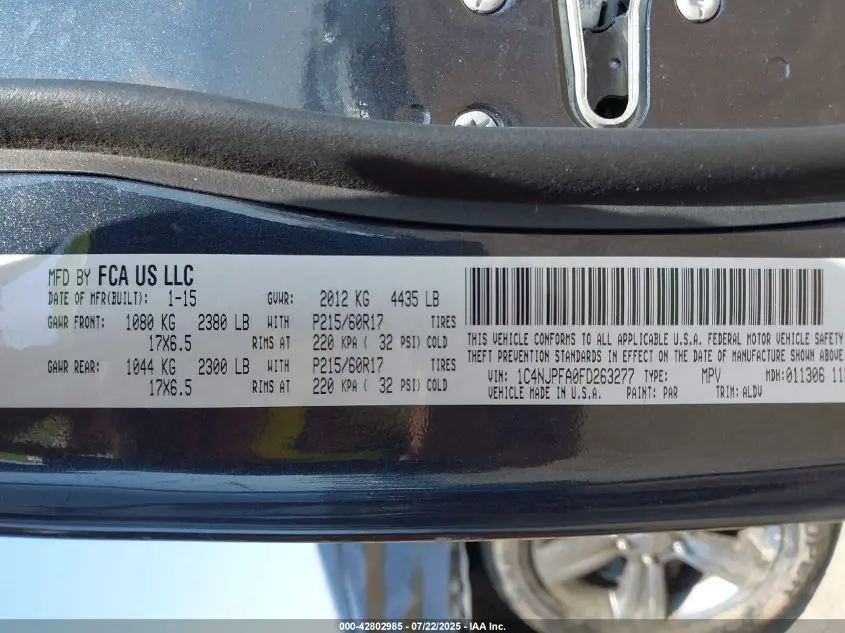 MFD BY FCA US LLC
DATE OF MFR(BUILT): 1-15 GVWR: 2012 KG 4435 LB
GAWR FRONT: 1080 KG 2380 LB WITH P215/60R17 TIRES
17X6.5 RIMS AT 220 KPA ( 32 PSI) COLD
GAWR REAR: 1044 KG 2300 LB WITH P215/60R17 TIRES
17X6.5 RIMS AT 220 KPA ( 32 PSI) COLD
THIS VEHICLE CONFORMS TO ALL APPLICABLE U.S.A. FEDERAL MOTOR VEHICLE SAFETY
THEFT PREVENTION STANDARDS IN EFFECT ON THE DATE OF MANUFACTURE SHOWN ABOVE
VIN: 1C4NJPFA0FD263277 TYPE: MPV MDH:011306 11
VEHICLE MADE IN U.S.A. PAINT: PAR TRIM: ALDV
000-42802985 - 07/22/2025 - IAA Inc.